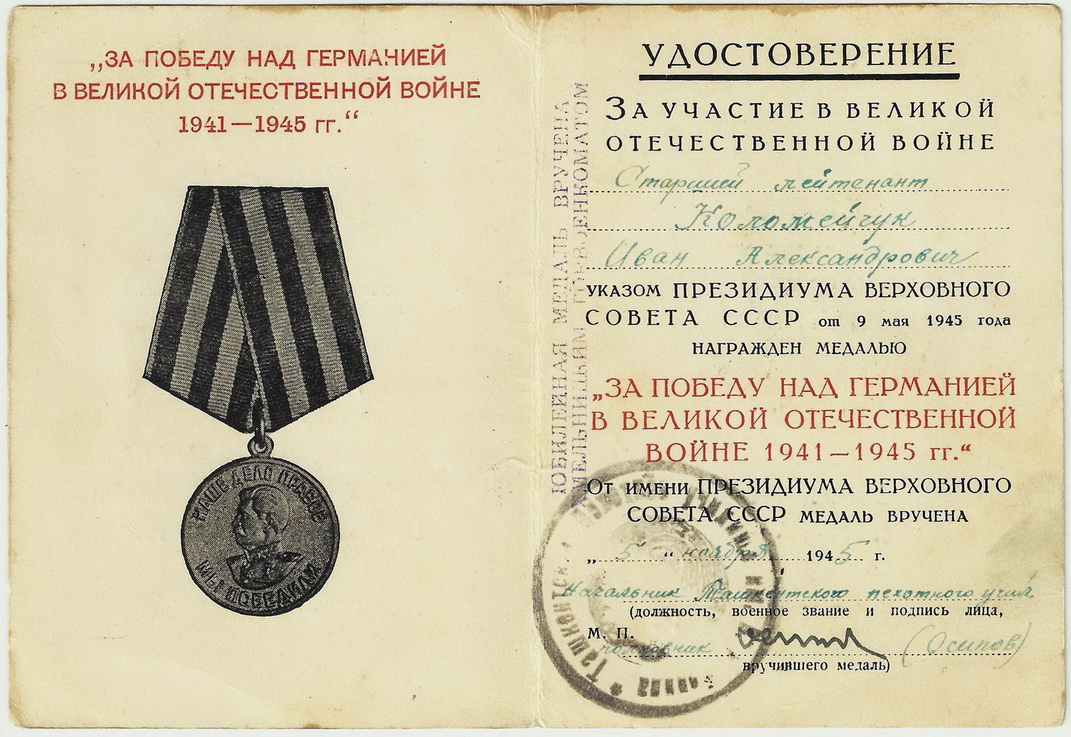 „ЗА ПОБЕДУ НАД ГЕРМАНИЕЙ
В ВЕЛИКОЙ ОТЕЧЕСТВЕННОЙ ВОЙНЕ
1941—1945 гг.“
НАШЕ ДЕЛО ПРАВОЕ
МЫ ПОБЕДИЛИ
ЮБИЛЕЙНАЯ МЕДАЛЬ ВРУЧЕНА
МЕЛЬНИЦКИМ ГОРВОЕНКОМАТОМ
УДОСТОВЕРЕНИЕ
ЗА УЧАСТИЕ В ВЕЛИКОЙ
ОТЕЧЕСТВЕННОЙ ВОЙНЕ
Старший лейтенант
Коломейчук
Иван Александрович
УКАЗОМ ПРЕЗИДИУМА ВЕРХОВНОГО
СОВЕТА СССР от 9 мая 1945 года
НАГРАЖДЕН МЕДАЛЬЮ
„ЗА ПОБЕДУ НАД ГЕРМАНИЕЙ
В ВЕЛИКОЙ ОТЕЧЕСТВЕННОЙ
ВОЙНЕ 1941—1945 гг.“
От имени ПРЕЗИДИУМА ВЕРХОВНОГО
СОВЕТА СССР МЕДАЛЬ ВРУЧЕНА
„5“ ноября 1945 г.
Начальник Ташкентского пехотного учил
(должность, военное звание и подпись лица,
М. П.
полковник (Осипов)
вручившего медаль)